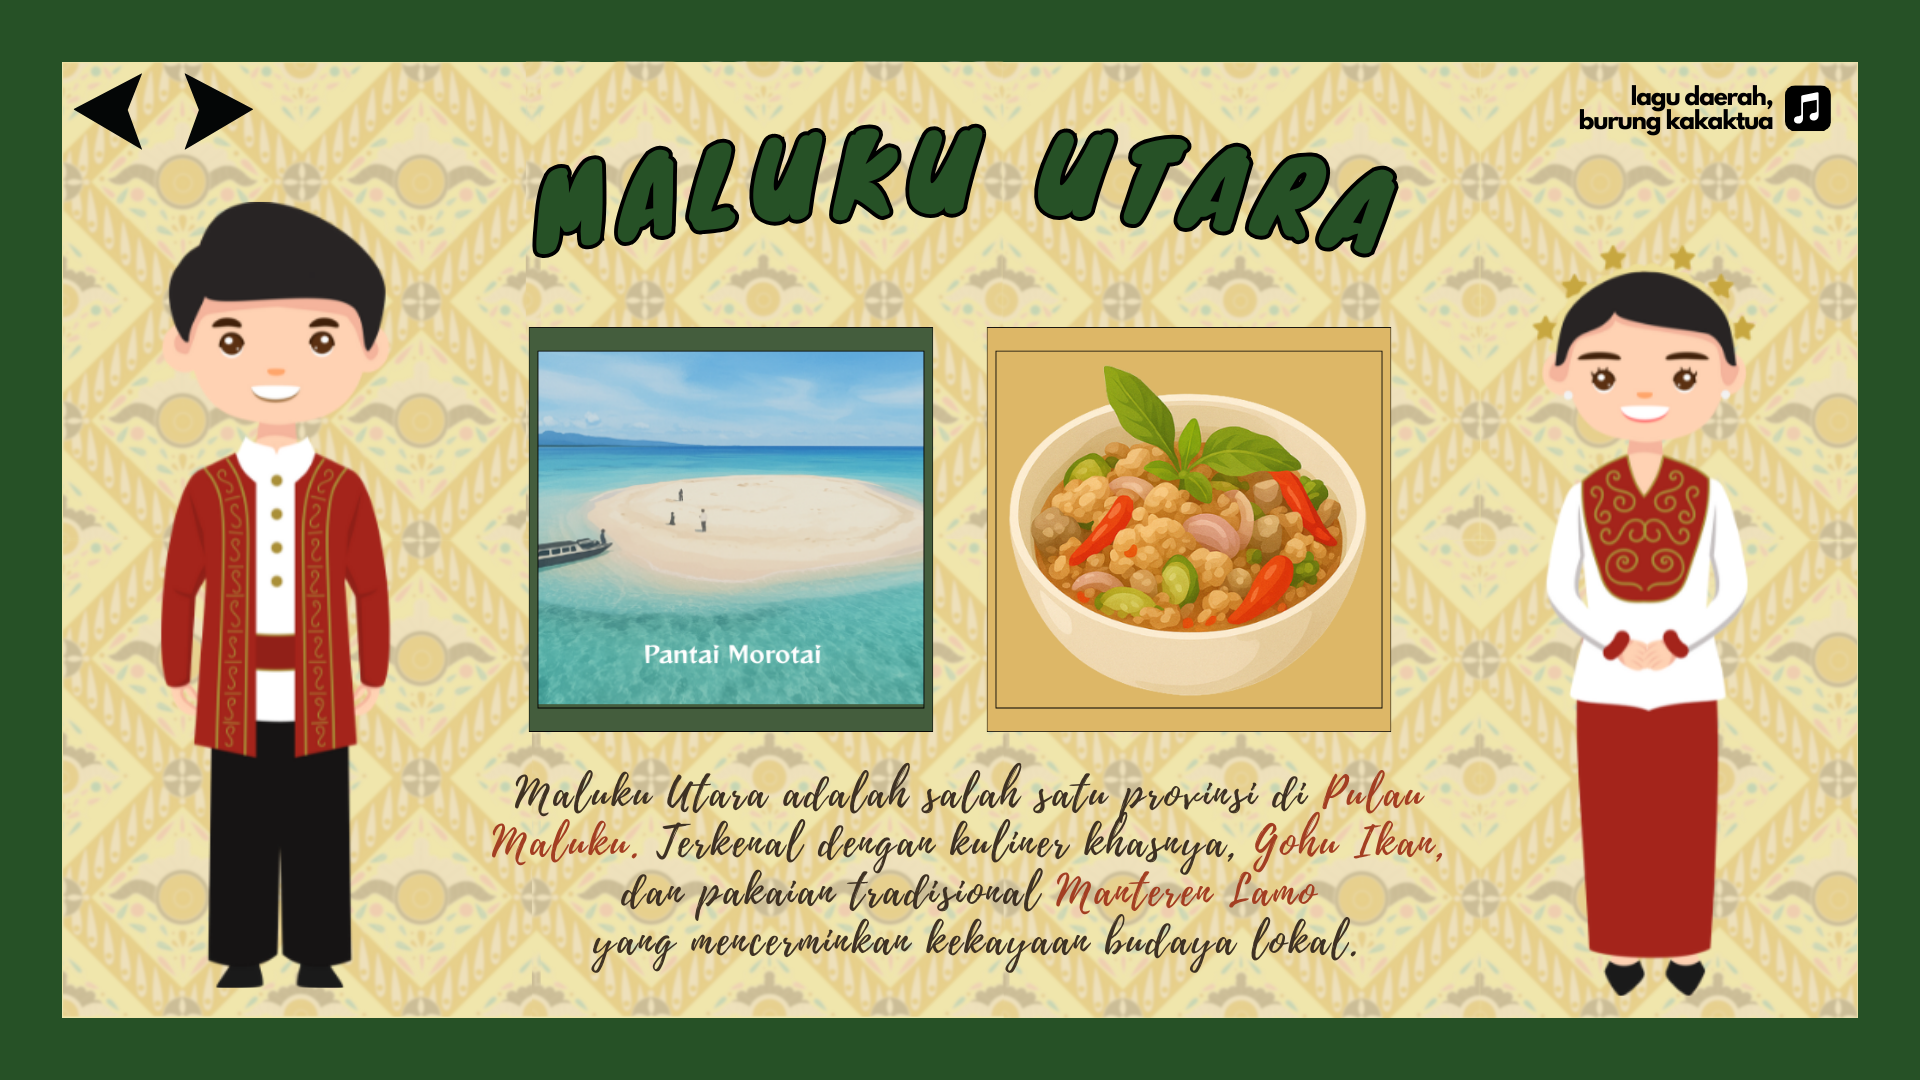 lagu daerah,
burung kakaktua
MALUKU UTARA
Pantai Morotai
Maluku Utara adalah salah satu provinsi di Pulau
Maluku. Terkenal dengan kuliner khasnya, Gohu Ikan,
dan pakaian tradisional Manteren Lamo
yang mencerminkan kekayaan budaya lokal.